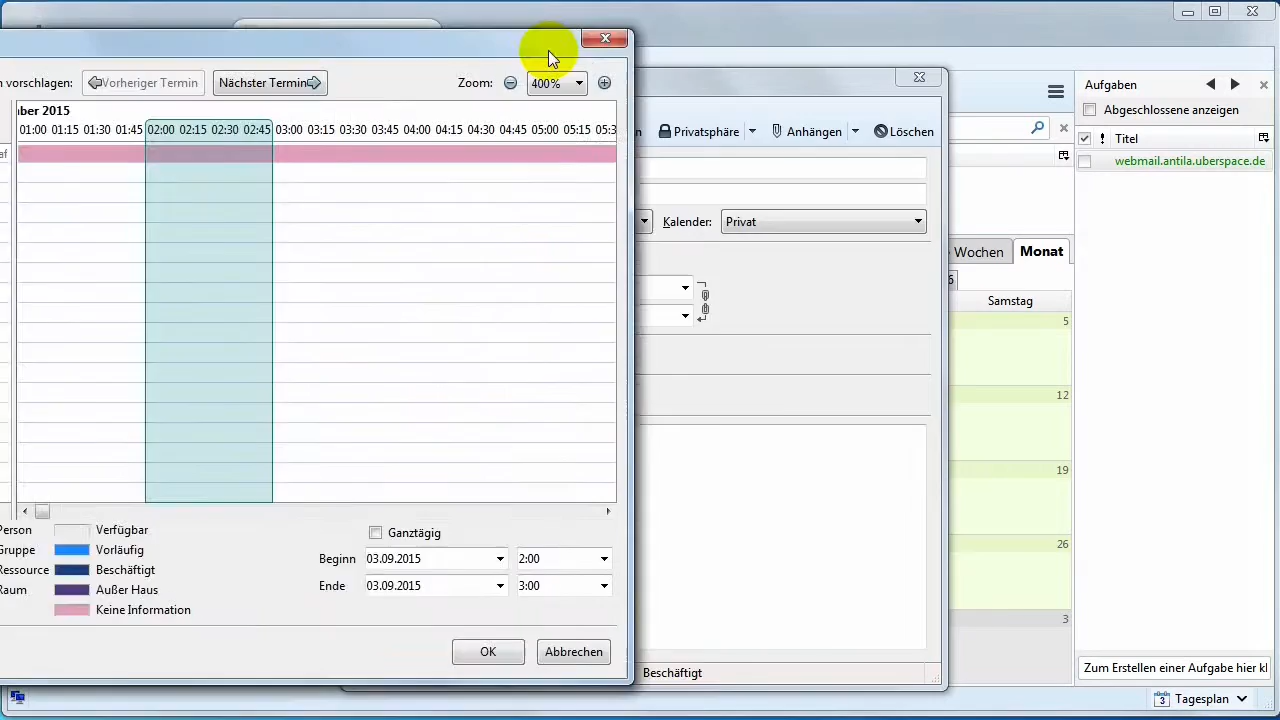 n vorschlagen: Vorheriger Termin Nächster Termin Zoom: 400%
ber 2015
01:00 01:15 01:30 01:45 02:00 02:15 02:30 02:45 03:00 03:15 03:30 03:45 04:00 04:15 04:30 04:45 05:00 05:15 05:3
af
Person Verfügbar
Gruppe Vorläufig
Ressource Beschäftigt
Raum Außer Haus
Keine Information
Ganztägig
Beginn 03.09.2015 2:00
Ende 03.09.2015 3:00
OK Abbrechen
n Privatsphäre Anhängen Löschen
Kalender: Privat
Beschäftigt
Wochen Monat
6
Samstag
5
12
19
26
3
Aufgaben
Abgeschlossene anzeigen
! Titel
webmail.antila.uberspace.de
Zum Erstellen einer Aufgabe hier kl
3 Tagesplan